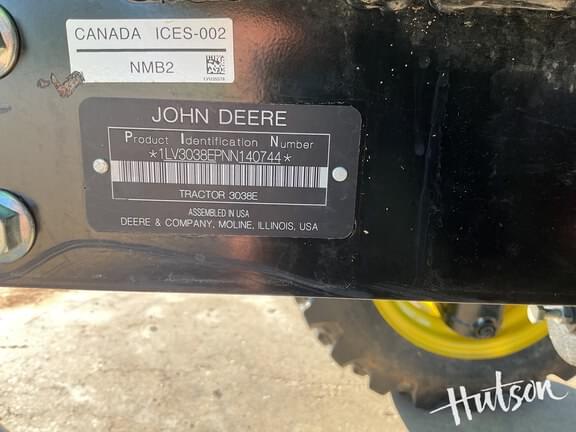 CANADA ICES-002
NMB2
JOHN DEERE
Product Identification Number
*1LV3038EPNN140744*
TRACTOR 3038E
ASSEMBLED IN USA
DEERE & COMPANY, MOLINE, ILLINOIS, USA
Hutson